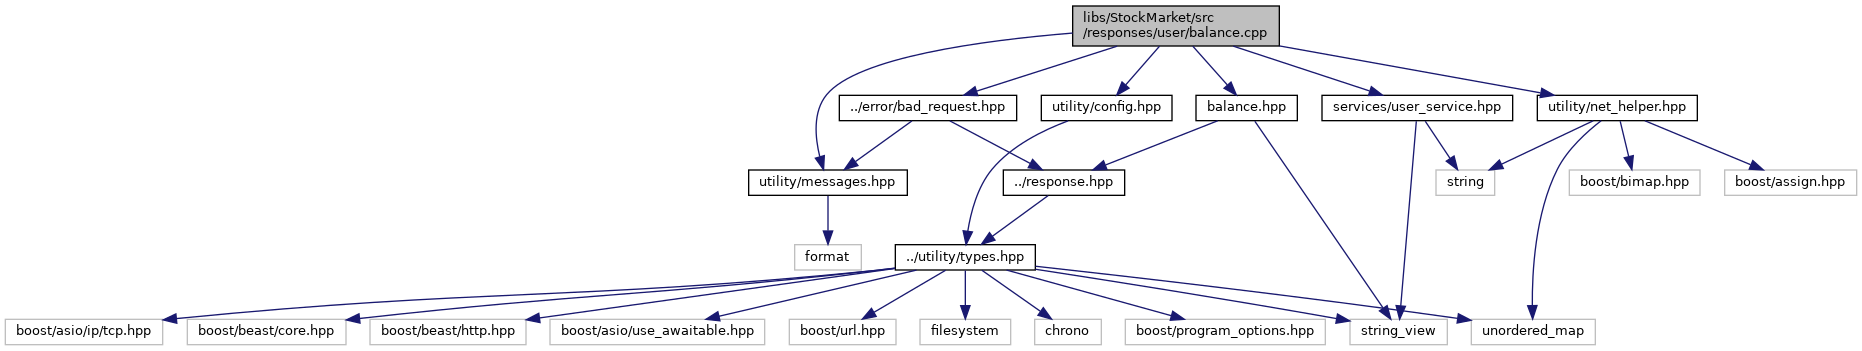 libs/StockMarket/src
/responses/user/balance.cpp
../error/bad_request.hpp
utility/config.hpp
balance.hpp
services/user_service.hpp
utility/net_helper.hpp
utility/messages.hpp
../response.hpp
string
boost/bimap.hpp
boost/assign.hpp
format
../utility/types.hpp
boost/asio/ip/tcp.hpp
boost/beast/core.hpp
boost/beast/http.hpp
boost/asio/use_awaitable.hpp
boost/url.hpp
filesystem
chrono
boost/program_options.hpp
string_view
unordered_map